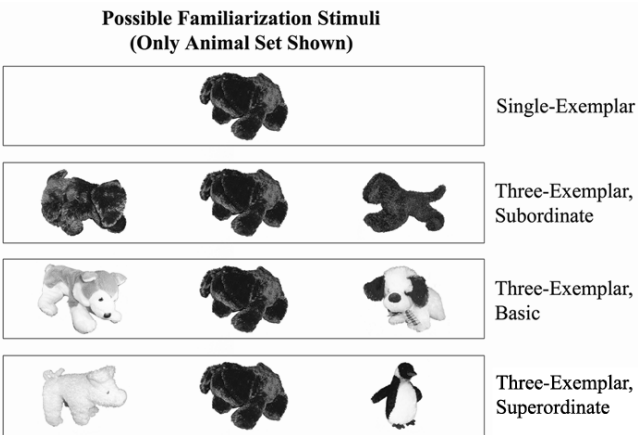 Possible Familiarization Stimuli
(Only Animal Set Shown)
Single-Exemplar
Three-Exemplar,
Subordinate
Three-Exemplar,
Basic
Three-Exemplar,
Superordinate